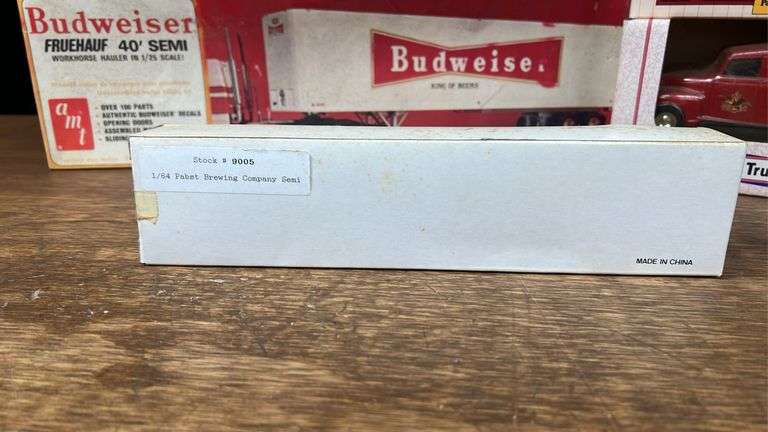 Budweiser
FRUEHAUF 40' SEMI
WORKHORSE HAULER IN 1/25 SCALE!
amt
- OVER 100 PARTS
- AUTHENTIC BUDWEISER DECALS
- OPENING DOORS
Budweiser
KING OF BEERS
Stock # 9005
1/64 Pabst Brewing Company Semi
MADE IN CHINA
Tru